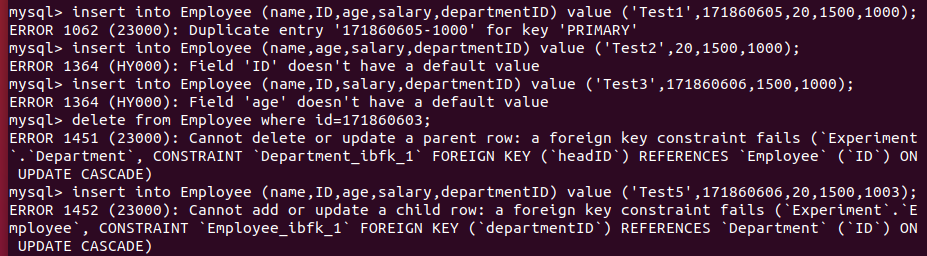 mysql> insert into Employee (name,ID,age,salary,departmentID) value ('Test1',171860605,20,1500,1000);
ERROR 1062 (23000): Duplicate entry '171860605-1000' for key 'PRIMARY'
mysql> insert into Employee (name,age,salary,departmentID) value ('Test2',20,1500,1000);
ERROR 1364 (HY000): Field 'ID' doesn't have a default value
mysql> insert into Employee (name,ID,salary,departmentID) value ('Test3',171860606,1500,1000);
ERROR 1364 (HY000): Field 'age' doesn't have a default value
mysql> delete from Employee where id=171860603;
ERROR 1451 (23000): Cannot delete or update a parent row: a foreign key constraint fails (`Experiment
`.`Department`, CONSTRAINT `Department_ibfk_1` FOREIGN KEY (`headID`) REFERENCES `Employee` (`ID`) ON
 UPDATE CASCADE)
mysql> insert into Employee (name,ID,age,salary,departmentID) value ('Test5',171860606,20,1500,1003);
ERROR 1452 (23000): Cannot add or update a child row: a foreign key constraint fails (`Experiment`.`E
mployee`, CONSTRAINT `Employee_ibfk_1` FOREIGN KEY (`departmentID`) REFERENCES `Department` (`ID`) ON
 UPDATE CASCADE)